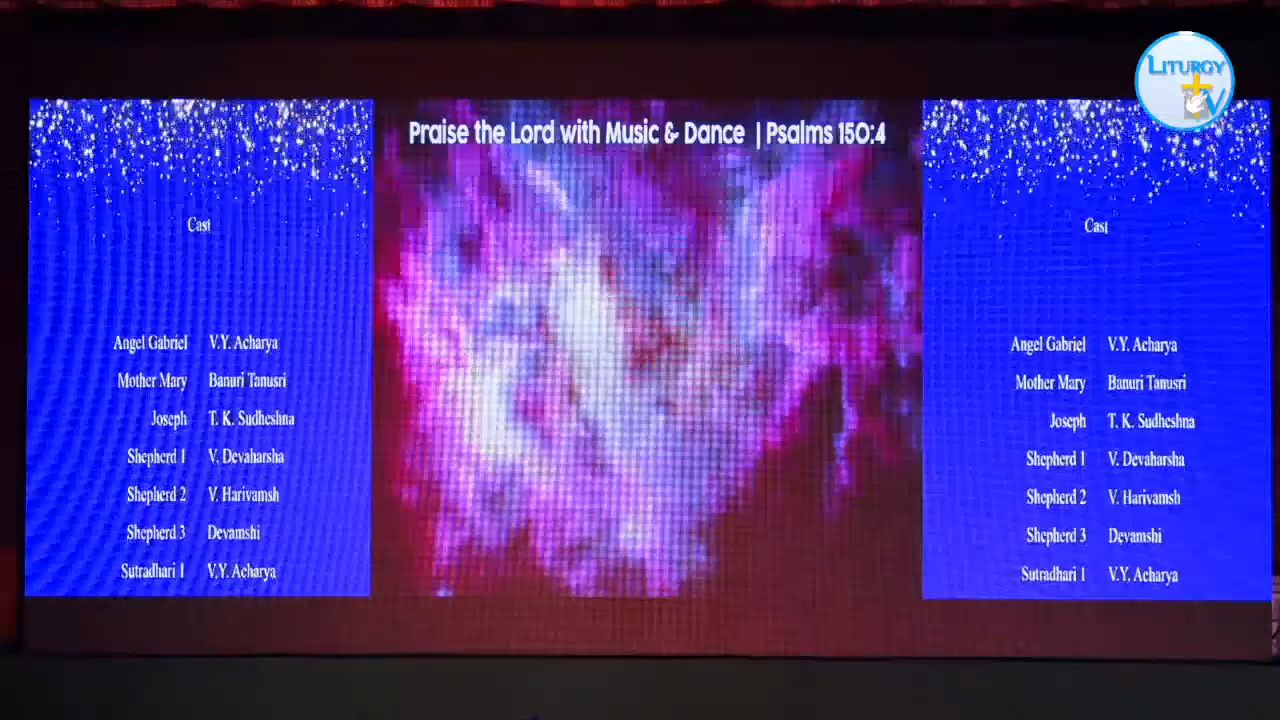 LITURGY
TV
Praise the Lord with Music & Dance | Psalms 150:4
Cast
Angel Gabriel V.Y. Acharya
Mother Mary Banuri Tanusri
Joseph T. K. Sudheshna
Shepherd 1 V. Devaharsha
Shepherd 2 V. Harivamsh
Shepherd 3 Devamshi
Sutradhari 1 V.Y. Acharya
Cast
Angel Gabriel V.Y. Acharya
Mother Mary Banuri Tanusri
Joseph T. K. Sudheshna
Shepherd 1 V. Devaharsha
Shepherd 2 V. Harivamsh
Shepherd 3 Devamshi
Sutradhari 1 V.Y. Acharya